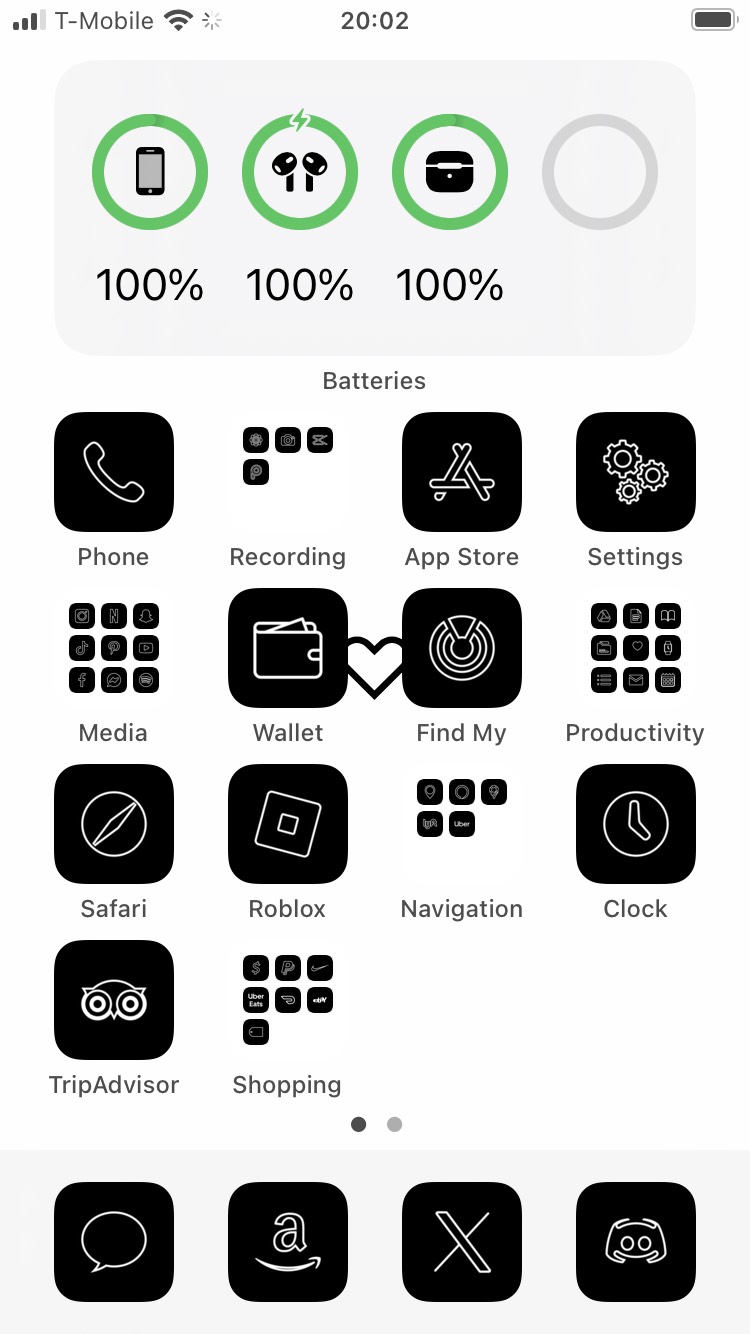 T-Mobile 20:02
100% 100% 100%
Batteries
Phone Recording App Store Settings
Media Wallet Find My Productivity
Uber
Safari Roblox Navigation Clock
Uber Eats ebay
TripAdvisor Shopping